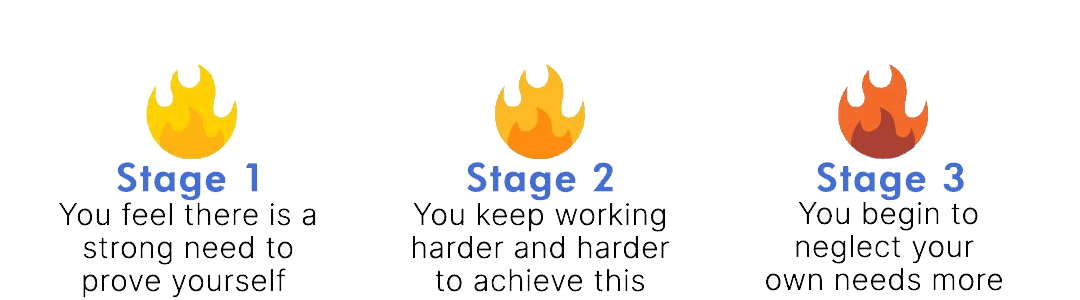 Stage 1
You feel there is a
strong need to
prove yourself
Stage 2
You keep working
harder and harder
to achieve this
Stage 3
You begin to
neglect your
own needs more